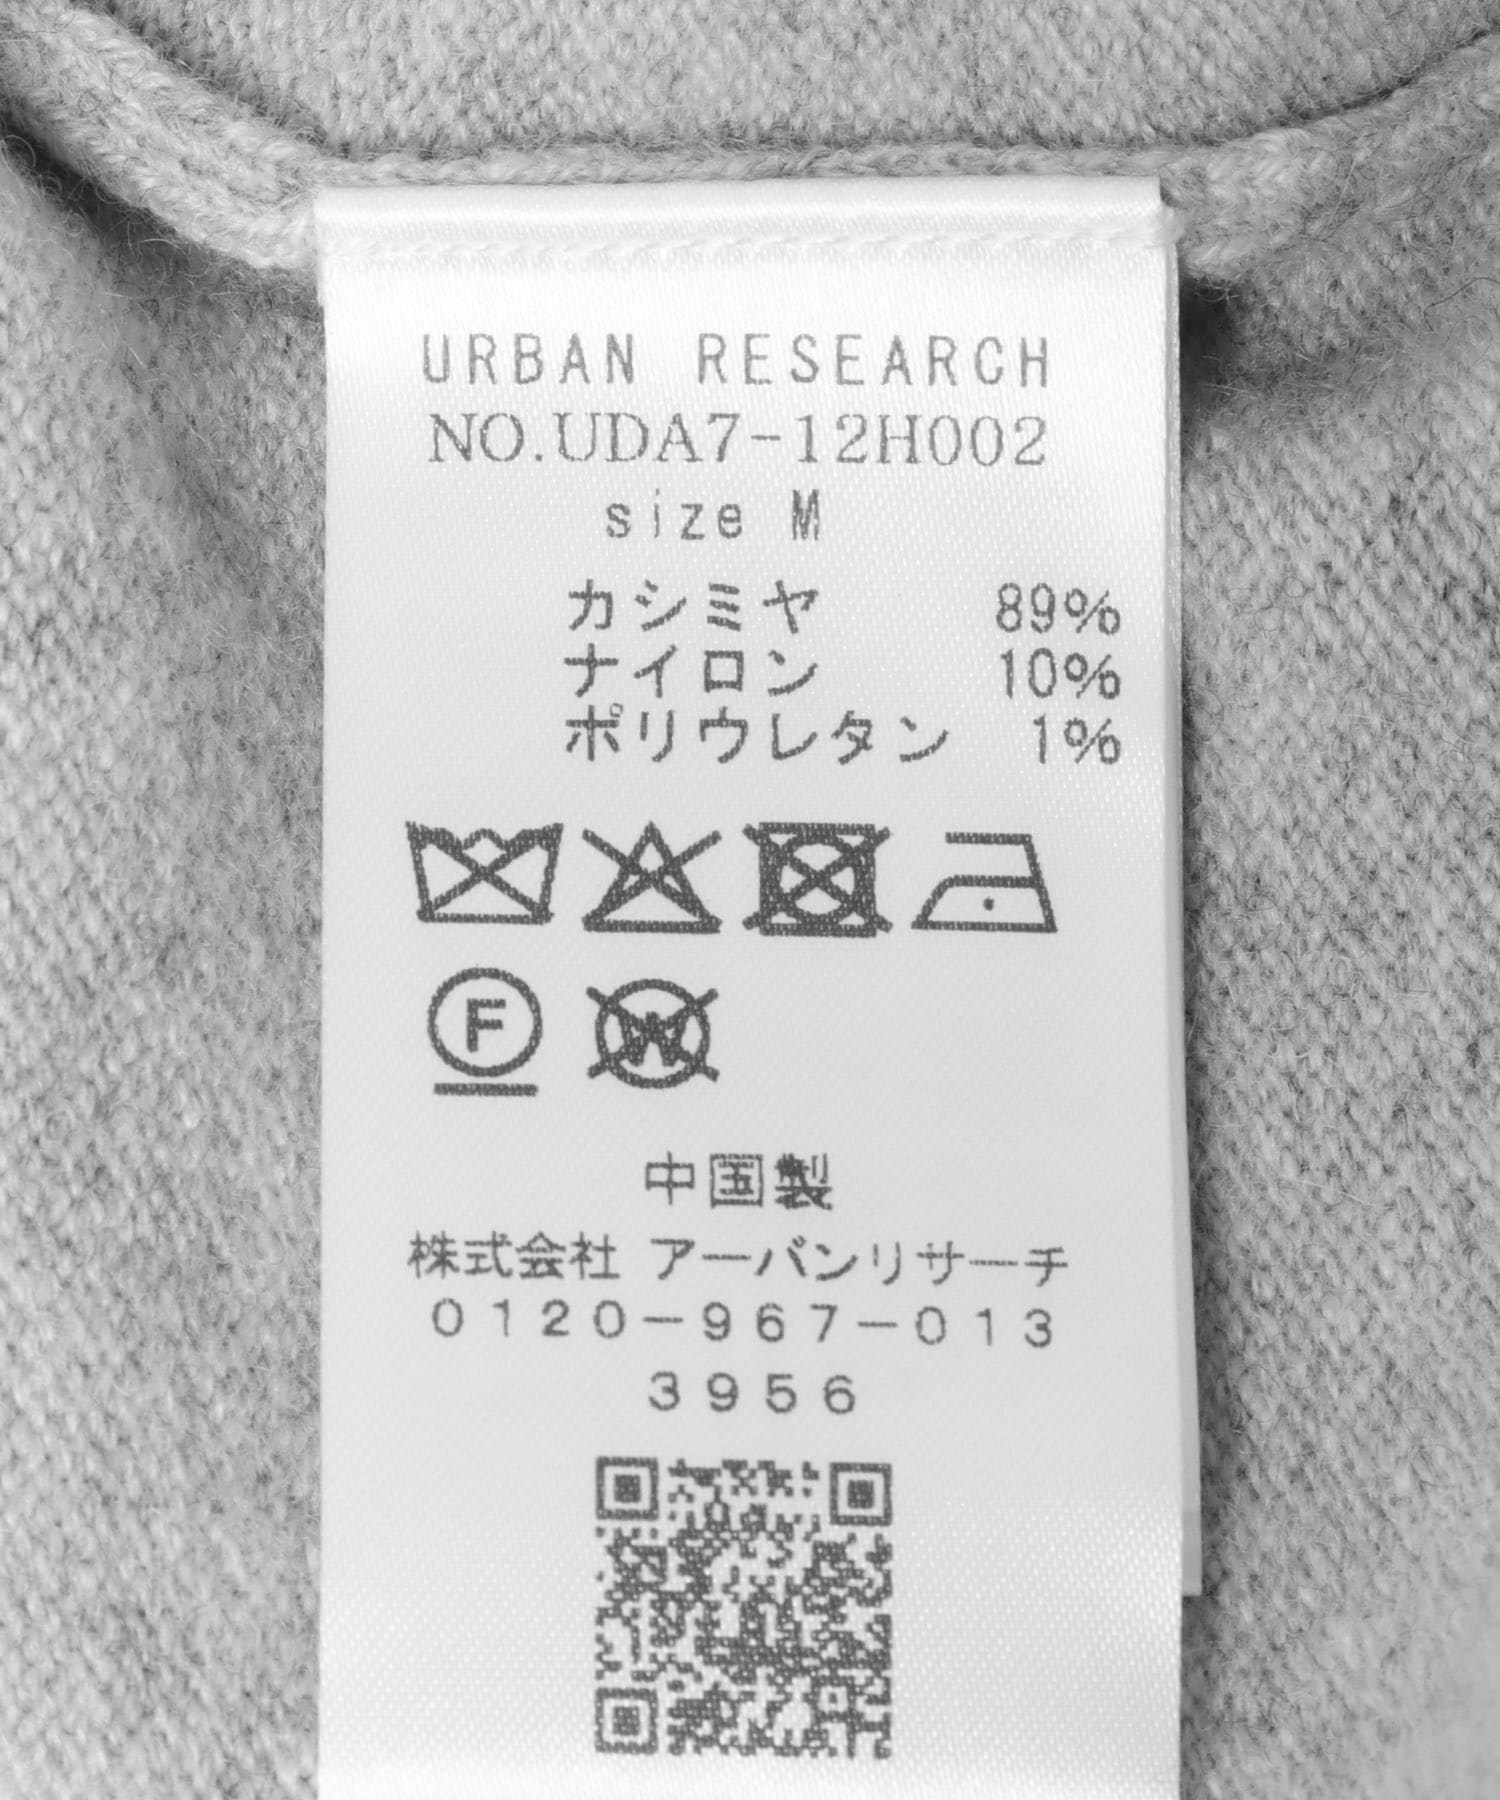 URBAN RESEARCH
NO.UDA7-12H002
size M
カシミヤ 89%
ナイロン 10%
ポリウレタン 1%
F W
中国製
株式会社 アーバンリサーチ
0120-967-013
3956